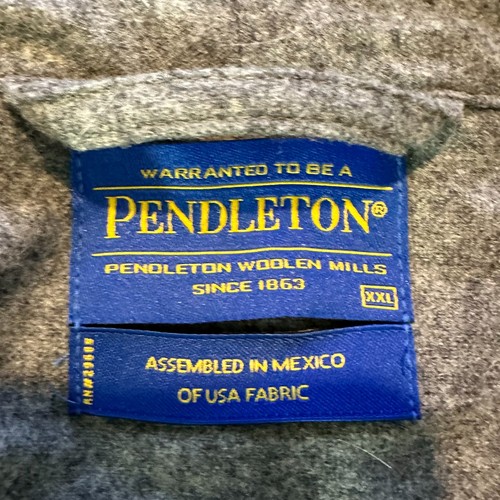 WARRANTED TO BE A
PENDLETON®
PENDLETON WOOLEN MILLS
SINCE 1863
XXL
ASSEMBLED IN MEXICO
OF USA FABRIC